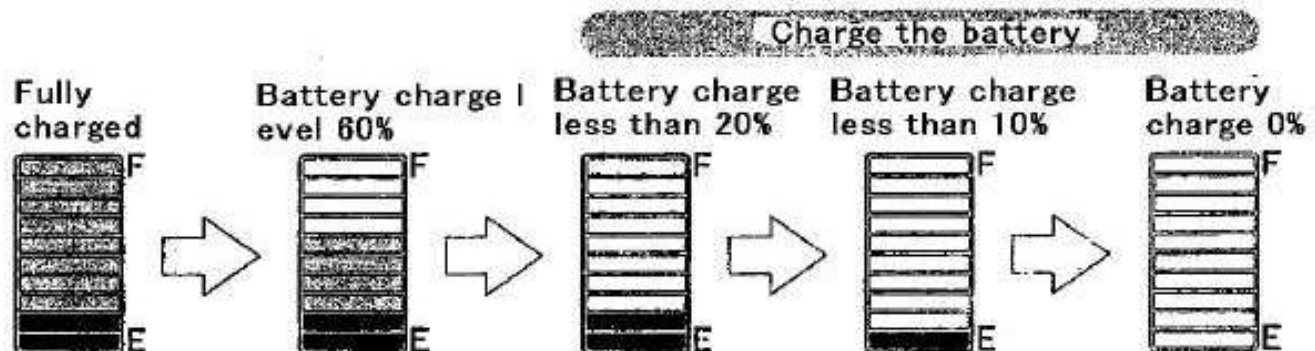 Charge the battery
Fully
charged
Battery charge l
evel 60%
Battery charge
less than 20%
Battery charge
less than 10%
Battery
charge 0%
F
F
F
F
F
E
E
E
E
E